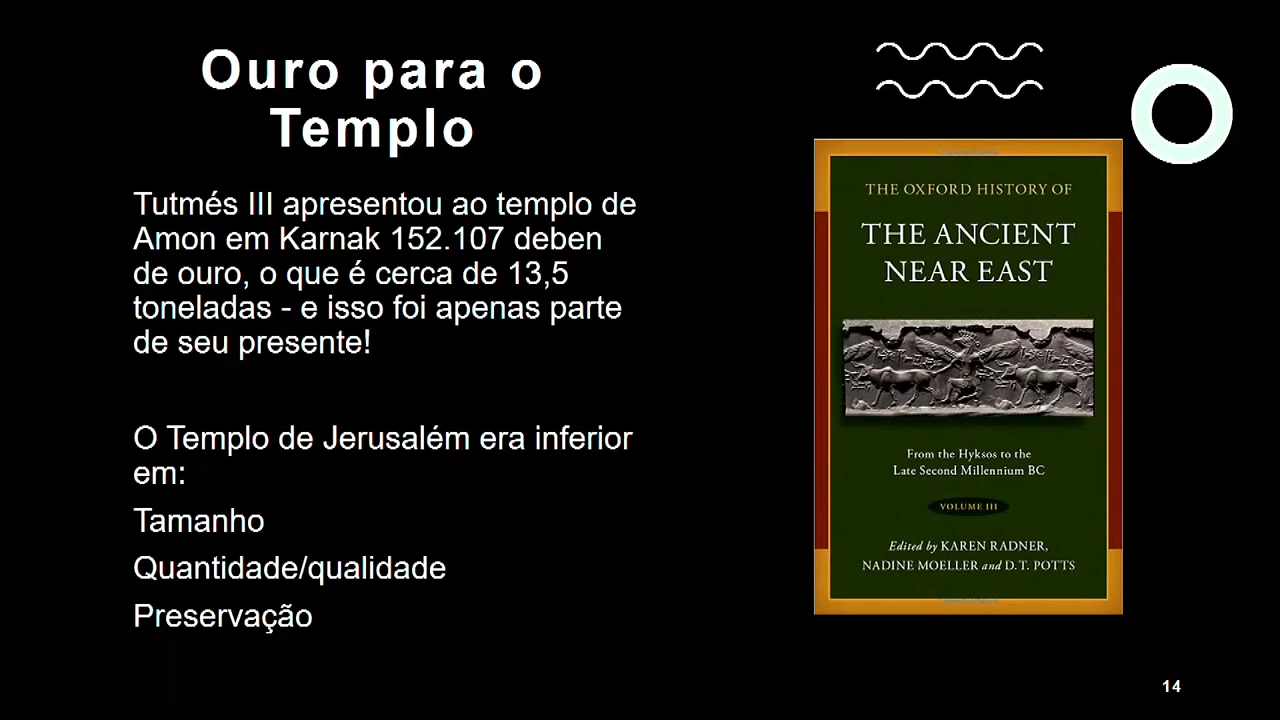 Ouro para o
Templo
Tutmés III apresentou ao templo de
Amon em Karnak 152.107 deben
de ouro, o que é cerca de 13,5
toneladas - e isso foi apenas parte
de seu presente!
O Templo de Jerusalém era inferior
em:
Tamanho
Quantidade/qualidade
Preservação
THE OXFORD HISTORY OF
THE ANCIENT
NEAR EAST
From the Hyksos to the
Late Second Millennium BC
VOLUME III
Edited by KAREN RADNER,
NADINE MOELLER and D.T. POTTS
14